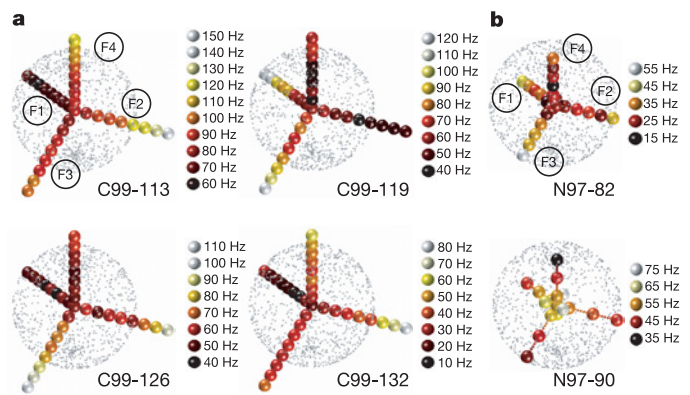 a
F4
F1
F2
F3
C99-113
150 Hz
140 Hz
130 Hz
120 Hz
110 Hz
100 Hz
90 Hz
80 Hz
70 Hz
60 Hz
C99-119
120 Hz
110 Hz
100 Hz
90 Hz
80 Hz
70 Hz
60 Hz
50 Hz
40 Hz
b
F4
F1
F2
F3
N97-82
55 Hz
45 Hz
35 Hz
25 Hz
15 Hz
C99-126
110 Hz
100 Hz
90 Hz
80 Hz
70 Hz
60 Hz
50 Hz
40 Hz
C99-132
80 Hz
70 Hz
60 Hz
50 Hz
40 Hz
30 Hz
20 Hz
10 Hz
N97-90
75 Hz
65 Hz
55 Hz
45 Hz
35 Hz